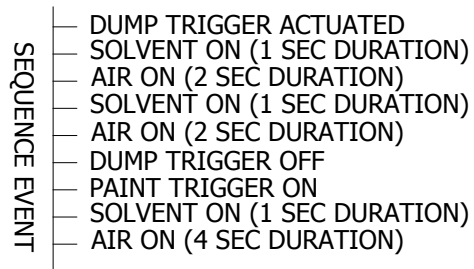 SEQUENCE EVENT
DUMP TRIGGER ACTUATED
SOLVENT ON (1 SEC DURATION)
AIR ON (2 SEC DURATION)
SOLVENT ON (1 SEC DURATION)
AIR ON (2 SEC DURATION)
DUMP TRIGGER OFF
PAINT TRIGGER ON
SOLVENT ON (1 SEC DURATION)
AIR ON (4 SEC DURATION)